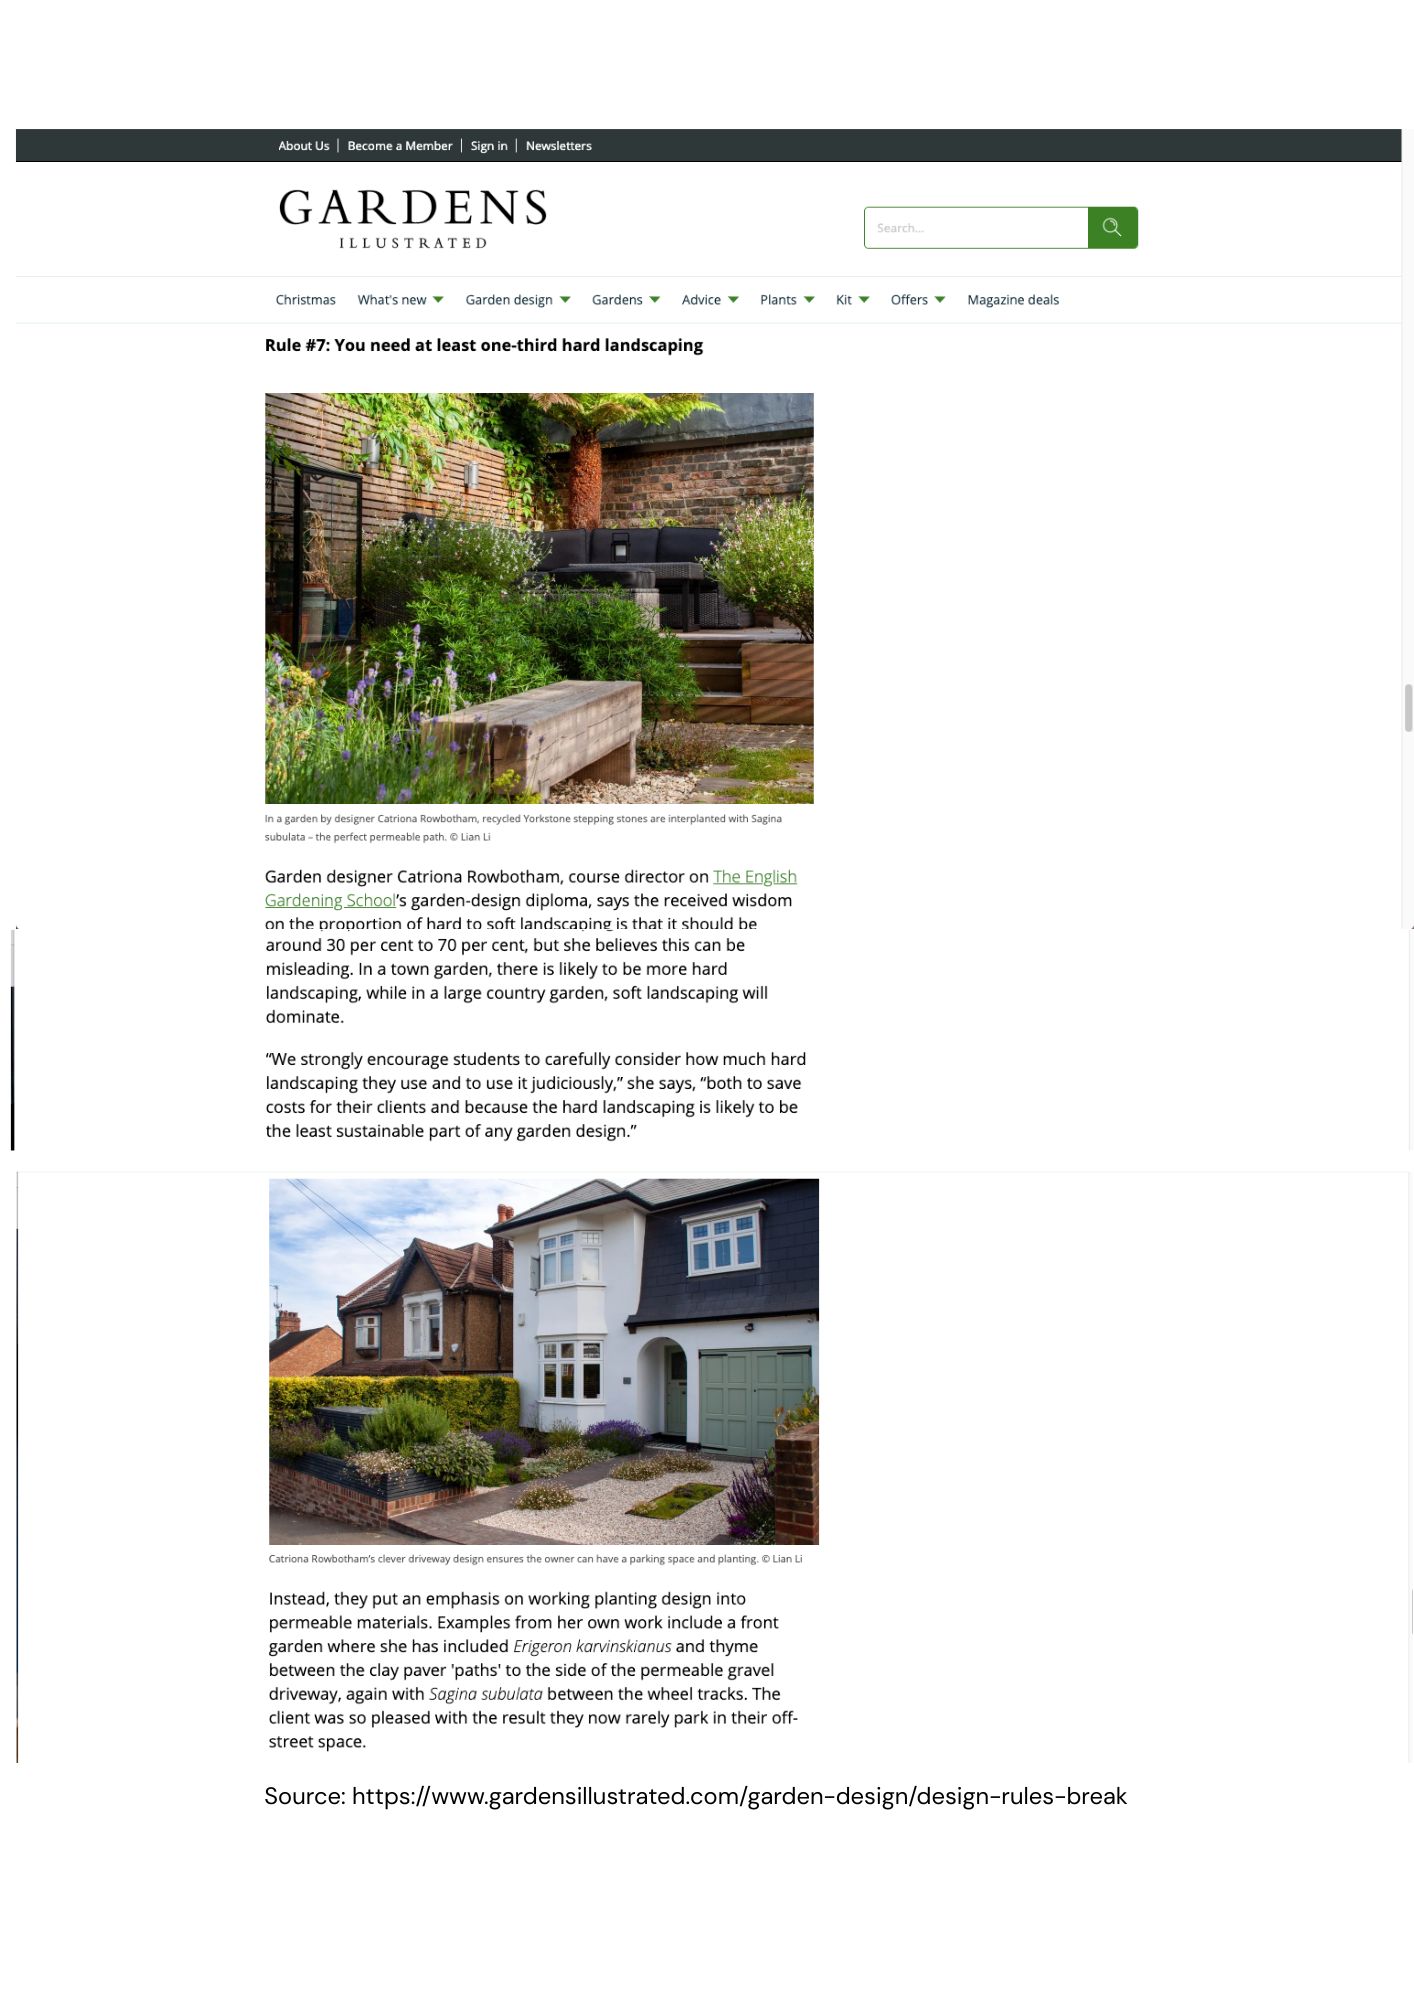 About Us | Become a Member | Sign in | Newsletters
GARDENS
ILLUSTRATED
Search...
Christmas What's new Garden design Gardens Advice Plants Kit Offers Magazine deals
Rule #7: You need at least one-third hard landscaping
In a garden by designer Catriona Rowbotham, recycled Yorkstone stepping stones are interplanted with Sagina
subulata – the perfect permeable path. © Lian Li
Garden designer Catriona Rowbotham, course director on The English
Gardening School's garden-design diploma, says the received wisdom
on the proportion of hard to soft landscaping is that it should be
around 30 per cent to 70 per cent, but she believes this can be
misleading. In a town garden, there is likely to be more hard
landscaping, while in a large country garden, soft landscaping will
dominate.
“We strongly encourage students to carefully consider how much hard
landscaping they use and to use it judiciously,” she says, “both to save
costs for their clients and because the hard landscaping is likely to be
the least sustainable part of any garden design.”
Catriona Rowbotham's clever driveway design ensures the owner can have a parking space and planting. © Lian Li
Instead, they put an emphasis on working planting design into
permeable materials. Examples from her own work include a front
garden where she has included Erigeron karvinskianus and thyme
between the clay paver 'paths' to the side of the permeable gravel
driveway, again with Sagina subulata between the wheel tracks. The
client was so pleased with the result they now rarely park in their off-
street space.
Source: https://www.gardensillustrated.com/garden-design/design-rules-break